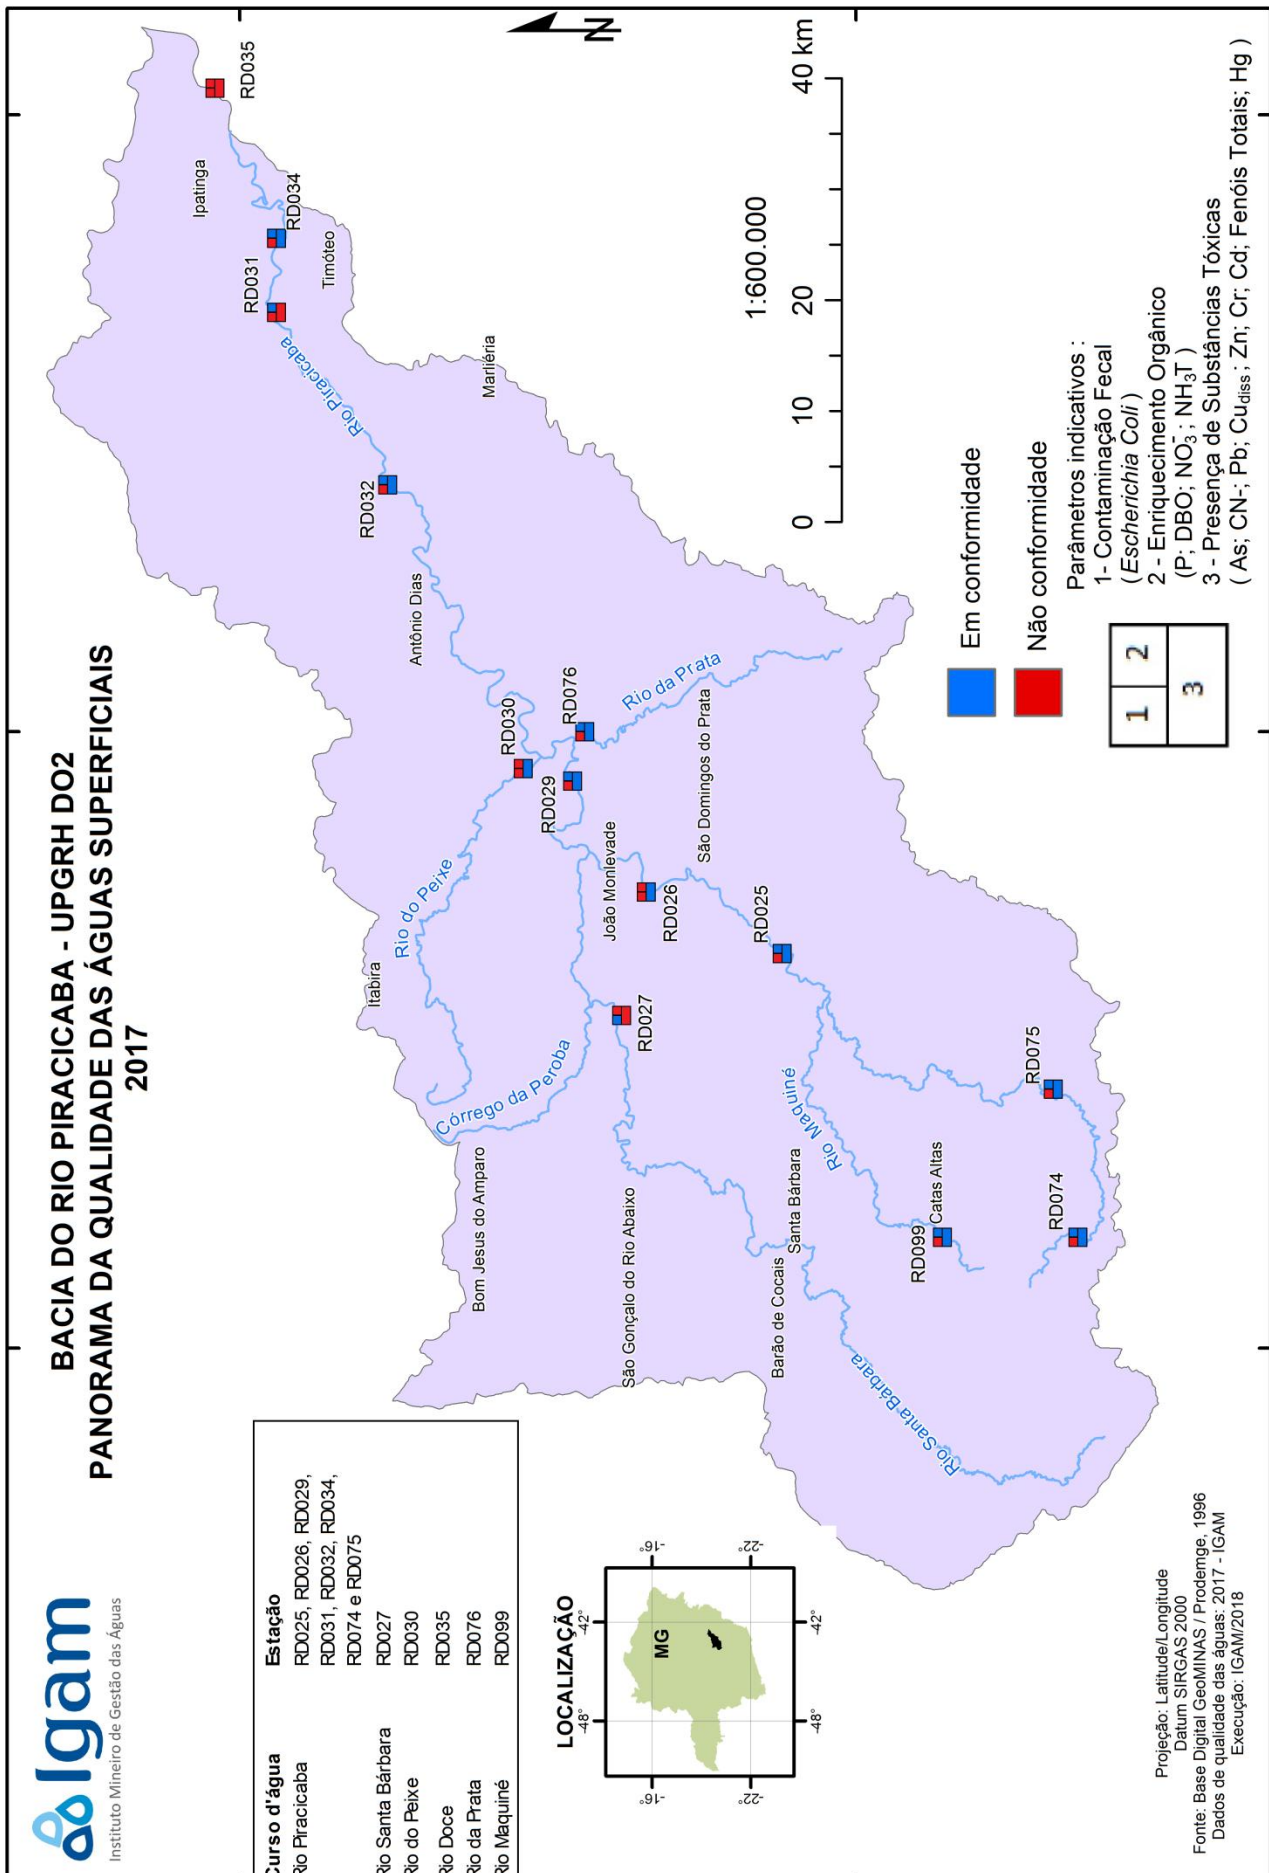 Igam
Instituto Mineiro de Gestão das Águas
BACIA DO RIO PIRACICABA - UPGRH DO2
PANORAMA DA QUALIDADE DAS ÁGUAS SUPERFICIAIS
2017
Curso d'água Estação
Rio Piracicaba RD025, RD026, RD029,
RD031, RD032, RD034,
RD074 e RD075
Rio Santa Bárbara RD027
Rio do Peixe RD030
Rio Doce RD035
Rio da Prata RD076
Rio Maquiné RD099
LOCALIZAÇÃO
-48° -42°
-16° -16°
MG
-22° -22°
-48° -42°
Projeção: Latitude/Longitude
Datum SIRGAS 2000
Fonte: Base Digital GeoMINAS / Prodemge, 1996
Dados de qualidade das águas: 2017 - IGAM
Execução: IGAM/2018
Ipatinga
RD035
RD031
RD034
Timóteo
Rio Piracicaba
RD032
Marliéria
Antônio Dias
Itabira
Rio do Peixe
RD030
RD076
RD029
Rio da Prata
Córrego da Peroba
João Monlevade
São Domingos do Prata
RD026
RD027
Bom Jesus do Amparo
RD025
São Gonçalo do Rio Abaixo
Rio Maquiné
Santa Bárbara
Barão de Cocais
RD075
Catas Altas
RD099
RD074
Rio Santa Bárbara
N
1:600.000
0 10 20 40 km
Em conformidade
Não conformidade
1 2
3
Parâmetros indicativos :
1- Contaminação Fecal
(Escherichia Coli )
2 - Enriquecimento Orgânico
(P; DBO; NO₃⁻; NH₃T )
3 - Presença de Substâncias Tóxicas
( As; CN-; Pb; Cudiss; Zn; Cr; Cd; Fenóis Totais; Hg )